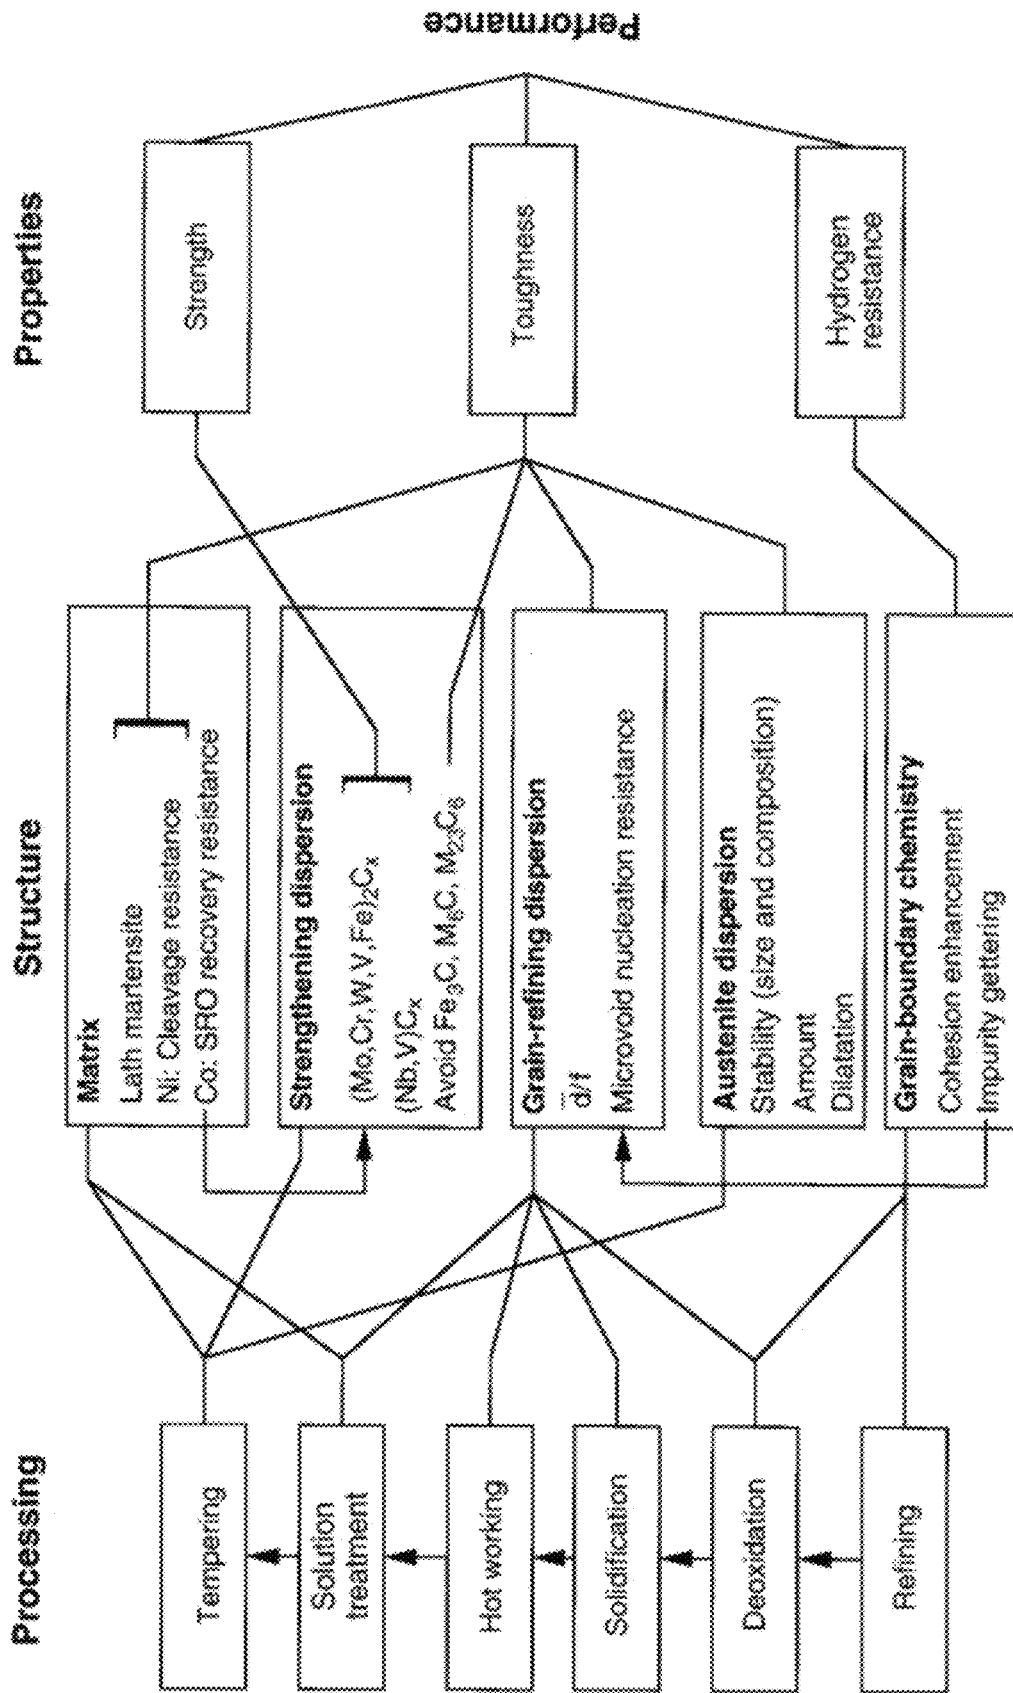 Processing
Structure
Properties
Tempering
Solution
treatment
Hot working
Solidification
Deoxidation
Refining
Matrix
Lath martensite
Ni: Cleavage resistance
Co: SRO recovery resistance
Strengthening dispersion
(Mo,Cr,W,V,Fe)₂Cₓ
(Nb,V)Cₓ
Avoid Fe₃C, M₆C, M₂₃C₆
Grain-refining dispersion
d̅/f
Microvoid nucleation resistance
Austenite dispersion
Stability (size and composition)
Amount
Dilatation
Grain-boundary chemistry
Cohesion enhancement
Impurity gettering
Strength
Toughness
Hydrogen
resistance
Performance